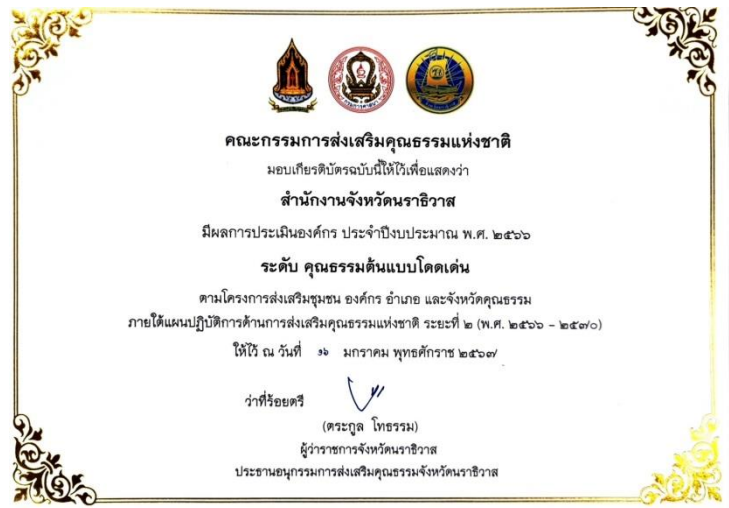 คณะกรรมการส่งเสริมคุณธรรมแห่งชาติ
มอบเกียรติบัตรฉบับนี้ให้ไว้เพื่อแสดงว่า
สำนักงานจังหวัดนราธิวาส
มีผลการประเมินองค์กร ประจำปีงบประมาณ พ.ศ. ๒๕๖๖
ระดับ คุณธรรมต้นแบบโดดเด่น
ตามโครงการส่งเสริมชุมชน องค์กร อำเภอ และจังหวัดคุณธรรม
ภายใต้แผนปฏิบัติการด้านการส่งเสริมคุณธรรมแห่งชาติ ระยะที่ ๒ (พ.ศ. ๒๕๖๖ - ๒๕๗๐)
ให้ไว้ ณ วันที่ ๑๖ มกราคม พุทธศักราช ๒๕๖๗
ว่าที่ร้อยตรี
(ตระกูล โทธรรม)
ผู้ว่าราชการจังหวัดนราธิวาส
ประธานอนุกรรมการส่งเสริมคุณธรรมจังหวัดนราธิวาส